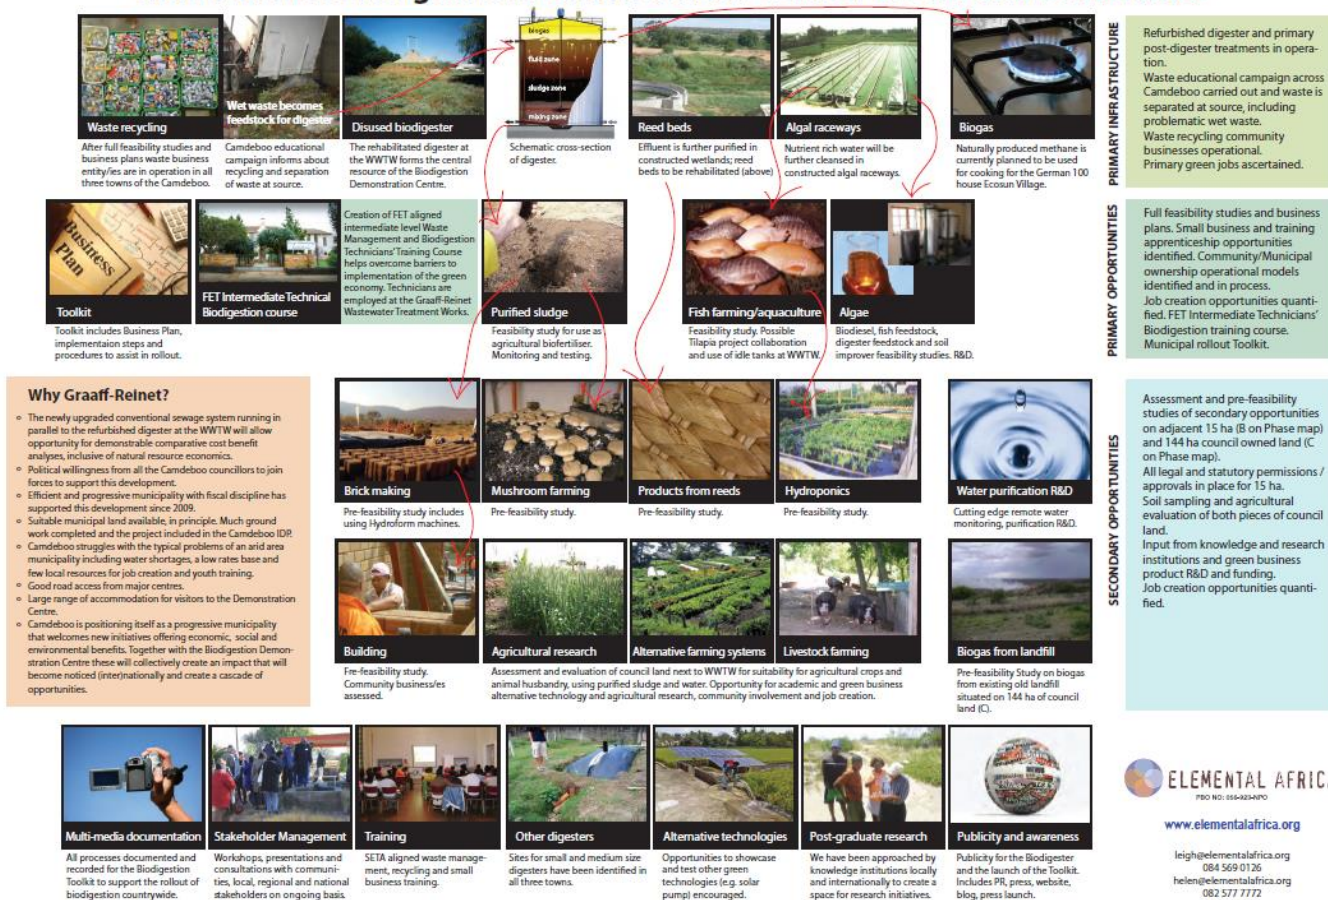 Waste recycling
After full feasibility studies and
business plans waste business
entity/ies are in operation in all
three towns of the Camdeboo.
Wet waste becomes
feedstock for digester
Camdeboo educational
campaign informs about
recycling and separation
of waste at source.
Disused biodigester
The rehabilitated digester at
the WWTW forms the central
resource of the Biodigestion
Demonstration Centre.
biogas
fluid zone
sludge zone
mixing zone
Schematic cross-section
of digester.
Reed beds
Effluent is further purified in
constructed wetlands; reed
beds to be rehabilitated (above)
Algal raceways
Nutrient rich water will be
further cleansed in
constructed algal raceways.
Biogas
Naturally produced methane is
currently planned to be used
for cooking for the German 100
house Ecosun Village.
PRIMARY INFRASTRUCTURE
Refurbished digester and primary
post-digester treatments in opera-
tion.
Waste educational campaign across
Camdeboo carried out and waste is
separated at source, including
problematic wet waste.
Waste recycling community
businesses operational.
Primary green jobs ascertained.
Business
Plan
Toolkit
Toolkit includes Business Plan,
implementaion steps and
procedures to assist in rollout.
FET Intermediate Technical
Biodigestion course
Creation of FET aligned
intermediate level Waste
Management and Biodigestion
Technicians' Training Course
helps overcome barriers to
implementation of the green
economy. Technicians are
employed at the Graaff-Reinet
Wastewater Treatment Works.
Purified sludge
Feasibility study for use as
agricultural biofertiliser.
Monitoring and testing.
Fish farming/aquaculture
Feasibility study. Possible
Tilapia project collaboration
and use of idle tanks at WWTW.
Algae
Biodiesel, fish feedstock,
digester feedstock and soil
improver feasibility studies. R&D.
PRIMARY OPPORTUNITIES
Full feasibility studies and business
plans. Small business and training
apprenticeship opportunities
identified. Community/Municipal
ownership operational models
identified and in process.
Job creation opportunities quanti-
fied. FET Intermediate Technicians'
Biodigestion training course.
Municipal rollout Toolkit.
Why Graaff-Reinet?
The newly upgraded conventional sewage system running in
parallel to the refurbished digester at the WWTW will allow
opportunity for demonstrable comparative cost benefit
analyses, inclusive of natural resource economics.
Political willingness from all the Camdeboo councillors to join
forces to support this development.
Efficient and progressive municipality with fiscal discipline has
supported this development since 2009.
Suitable municipal land available, in principle. Much ground
work completed and the project included in the Camdeboo IDP.
Camdeboo struggles with the typical problems of an arid area
municipality including water shortages, a low rates base and
few local resources for job creation and youth training.
Good road access from major centres.
Large range of accommodation for visitors to the Demonstration
Centre.
Camdeboo is positioning itself as a progressive municipality
that welcomes new initiatives offering economic, social and
environmental benefits. Together with the Biodigestion Demon-
stration Centre these will collectively create an impact that will
become noticed (inter)nationally and create a cascade of
opportunities.
Brick making
Pre-feasibility study includes
using Hydroform machines.
Mushroom farming
Pre-feasibility study.
Products from reeds
Pre-feasibility study.
Hydroponics
Pre-feasibility study.
Water purification R&D
Cutting edge remote water
monitoring, purification R&D.
SECONDARY OPPORTUNITIES
Assessment and pre-feasibility
studies of secondary opportunities
on adjacent 15 ha (B on Phase map)
and 144 ha council owned land (C
on Phase map).
All legal and statutory permissions /
approvals in place for 15 ha.
Soil sampling and agricultural
evaluation of both pieces of council
land.
Input from knowledge and research
institutions and green business
product R&D and funding.
Job creation opportunities quanti-
fied.
Building
Fre-feasibility study.
Community business/es
assessed.
Agricultural research
Alternative farming systems
Livestock farming
Assessment and evaluation of council land next to WWTW for suitability for agricultural crops and
animal husbandry, using purified sludge and water. Opportunity for academic and green business
alternative technology and agricultural research, community involvement and job creation.
Biogas from landfill
Pre-feasibility Study on biogas
from existing old landfill
situated on 144 ha of council
land (C).
Multi-media documentation
All processes documented and
recorded for the Biodigestion
Toolkit to support the rollout of
biodigestion countrywide.
Stakeholder Management
Workshops, presentations and
consultations with communi-
ties, local, regional and national
stakeholders on ongoing basis.
Training
SETA aligned waste manage-
ment, recycling and small
business training.
Other digesters
Sites for small and medium size
digesters have been identified in
all three towns.
Alternative technologies
Opportunities to showcase
and test other green
technologies (e.g. solar
pump) encouraged.
Post-graduate research
We have been approached by
knowledge institutions locally
and internationally to create a
space for research initiatives.
Publicity and awareness
Publicity for the Biodigester
and the launch of the Toolkit.
Includes PR, press, website,
blog, press launch.
ELEMENTAL AFRIC
www.elementalafrica.org
leigh@elementalafrica.org
084 569 0126
helen@elementalafrica.org
082 577 7772